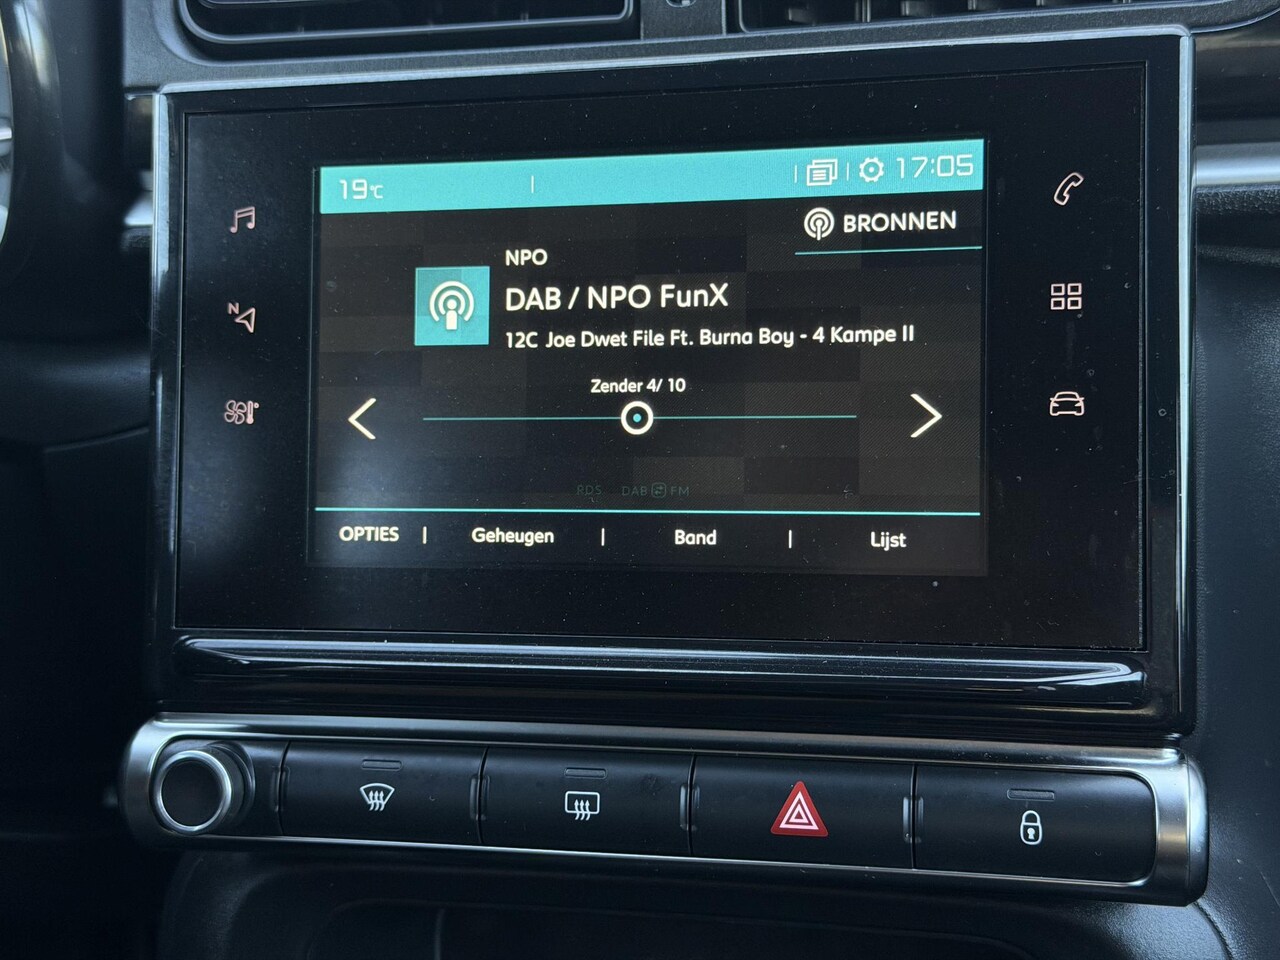 19°C
17:05
BRONNEN
NPO
DAB / NPO FunX
12C Joe Dwet File Ft. Burna Boy - 4 Kampe II
Zender 4/ 10
N
RDS DAB FM
OPTIES | Geheugen | Band | Lijst